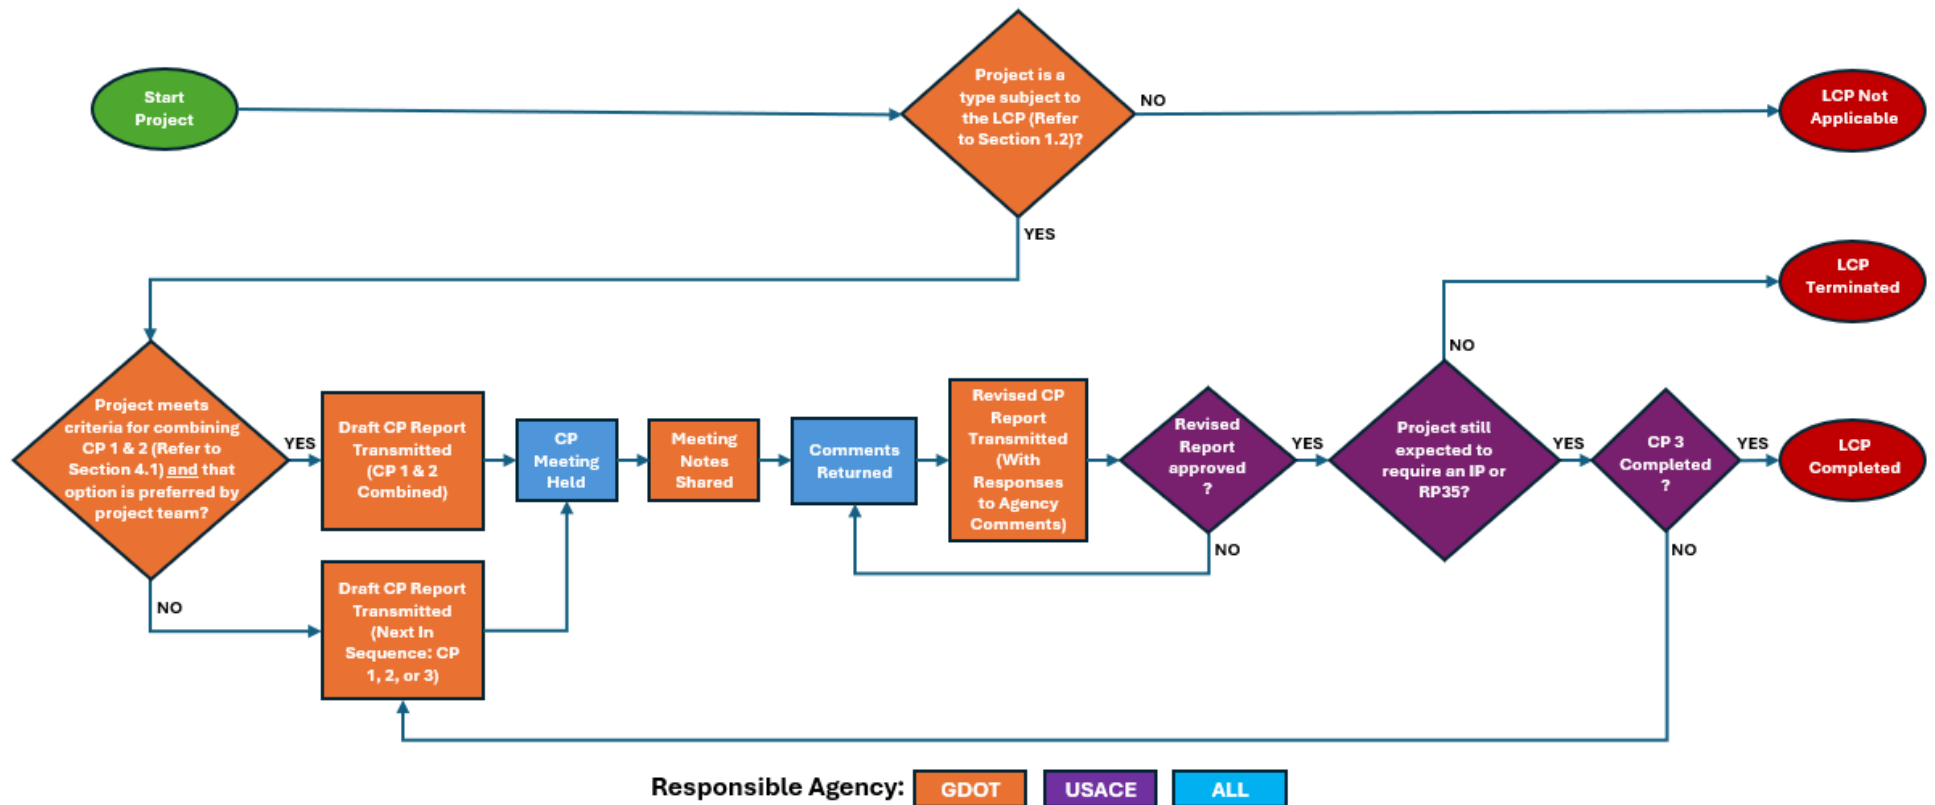 Start
Project
Project is a
type subject to
the LCP (Refer
to Section 1.2)?
NO
LCP Not
Applicable
YES
LCP
Terminated
NO
Project meets
criteria for combining
CP 1 & 2 (Refer to
Section 4.1) and that
option is preferred by
project team?
YES
NO
Draft CP Report
Transmitted
(CP 1 & 2
Combined)
Draft CP Report
Transmitted
(Next In
Sequence: CP
1, 2, or 3)
CP
Meeting
Held
Meeting
Notes
Shared
Comments
Returned
Revised CP
Report
Transmitted
(With
Responses
to Agency
Comments)
Revised
Report
approved
?
YES
NO
Project still
expected to
require an IP or
RP35?
YES
CP 3
Completed
?
YES
NO
LCP
Completed
Responsible Agency:
GDOT
USACE
ALL